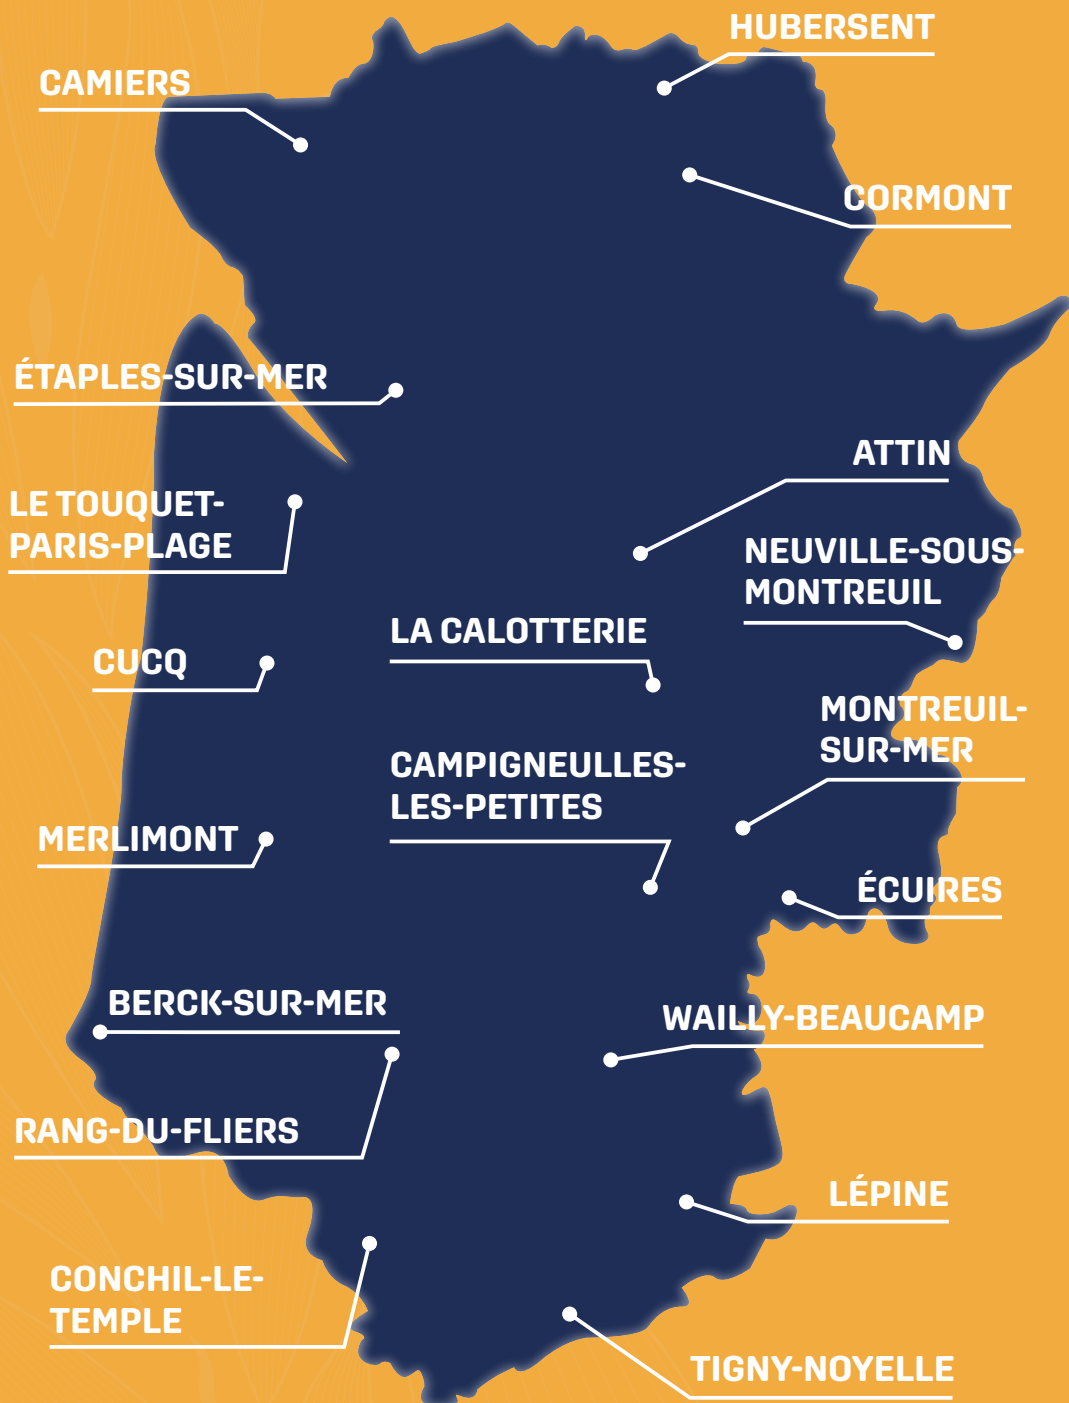 HUBERSENT
CAMIERS
CORMONT
ÉTAPLES-SUR-MER
ATTIN
LE TOUQUET-
PARIS-PLAGE
NEUVILLE-SOUS-
MONTREUIL
LA CALOTTERIE
CUCQ
MONTREUIL-
SUR-MER
CAMPIGNEULLES-
LES-PETITES
MERLIMONT
ÉCUIRES
BERCK-SUR-MER
WAILLY-BEAUCAMP
RANG-DU-FLIERS
LÉPINE
CONCHIL-LE-
TEMPLE
TIGNY-NOYELLE